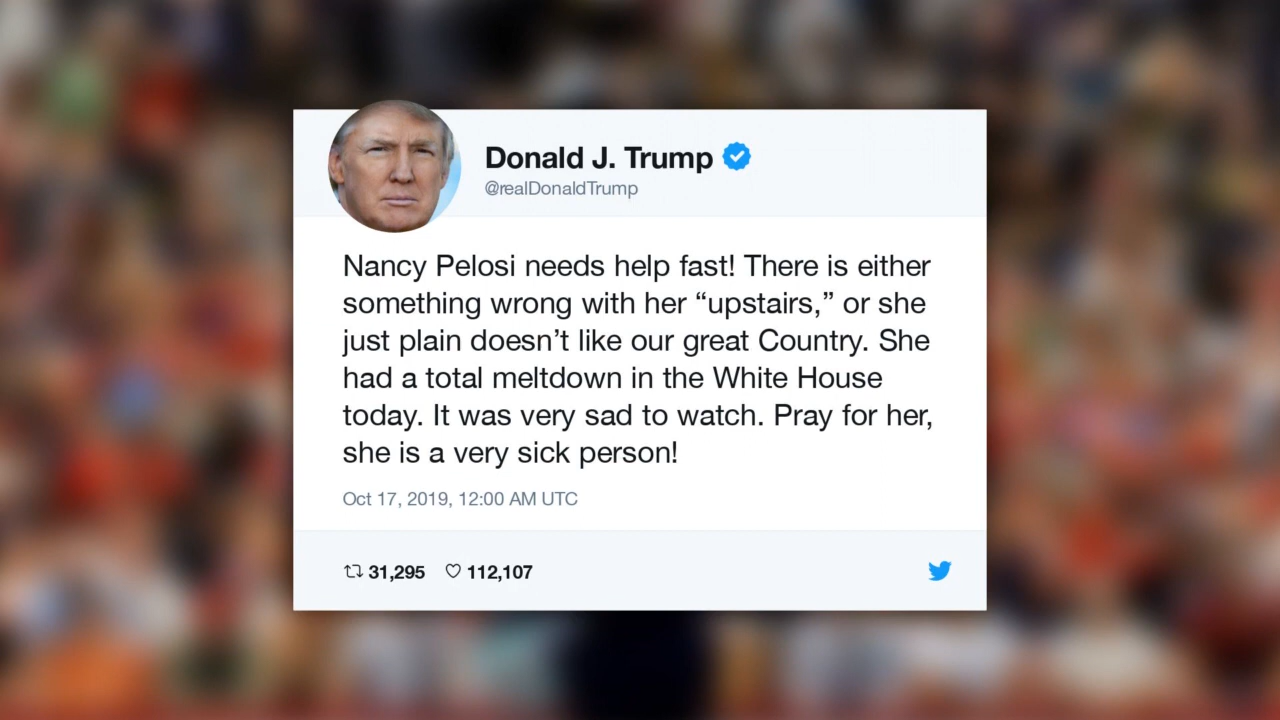 Donald J. Trump
@realDonaldTrump
Nancy Pelosi needs help fast! There is either
something wrong with her “upstairs,” or she
just plain doesn’t like our great Country. She
had a total meltdown in the White House
today. It was very sad to watch. Pray for her,
she is a very sick person!
Oct 17, 2019, 12:00 AM UTC
31,295 112,107